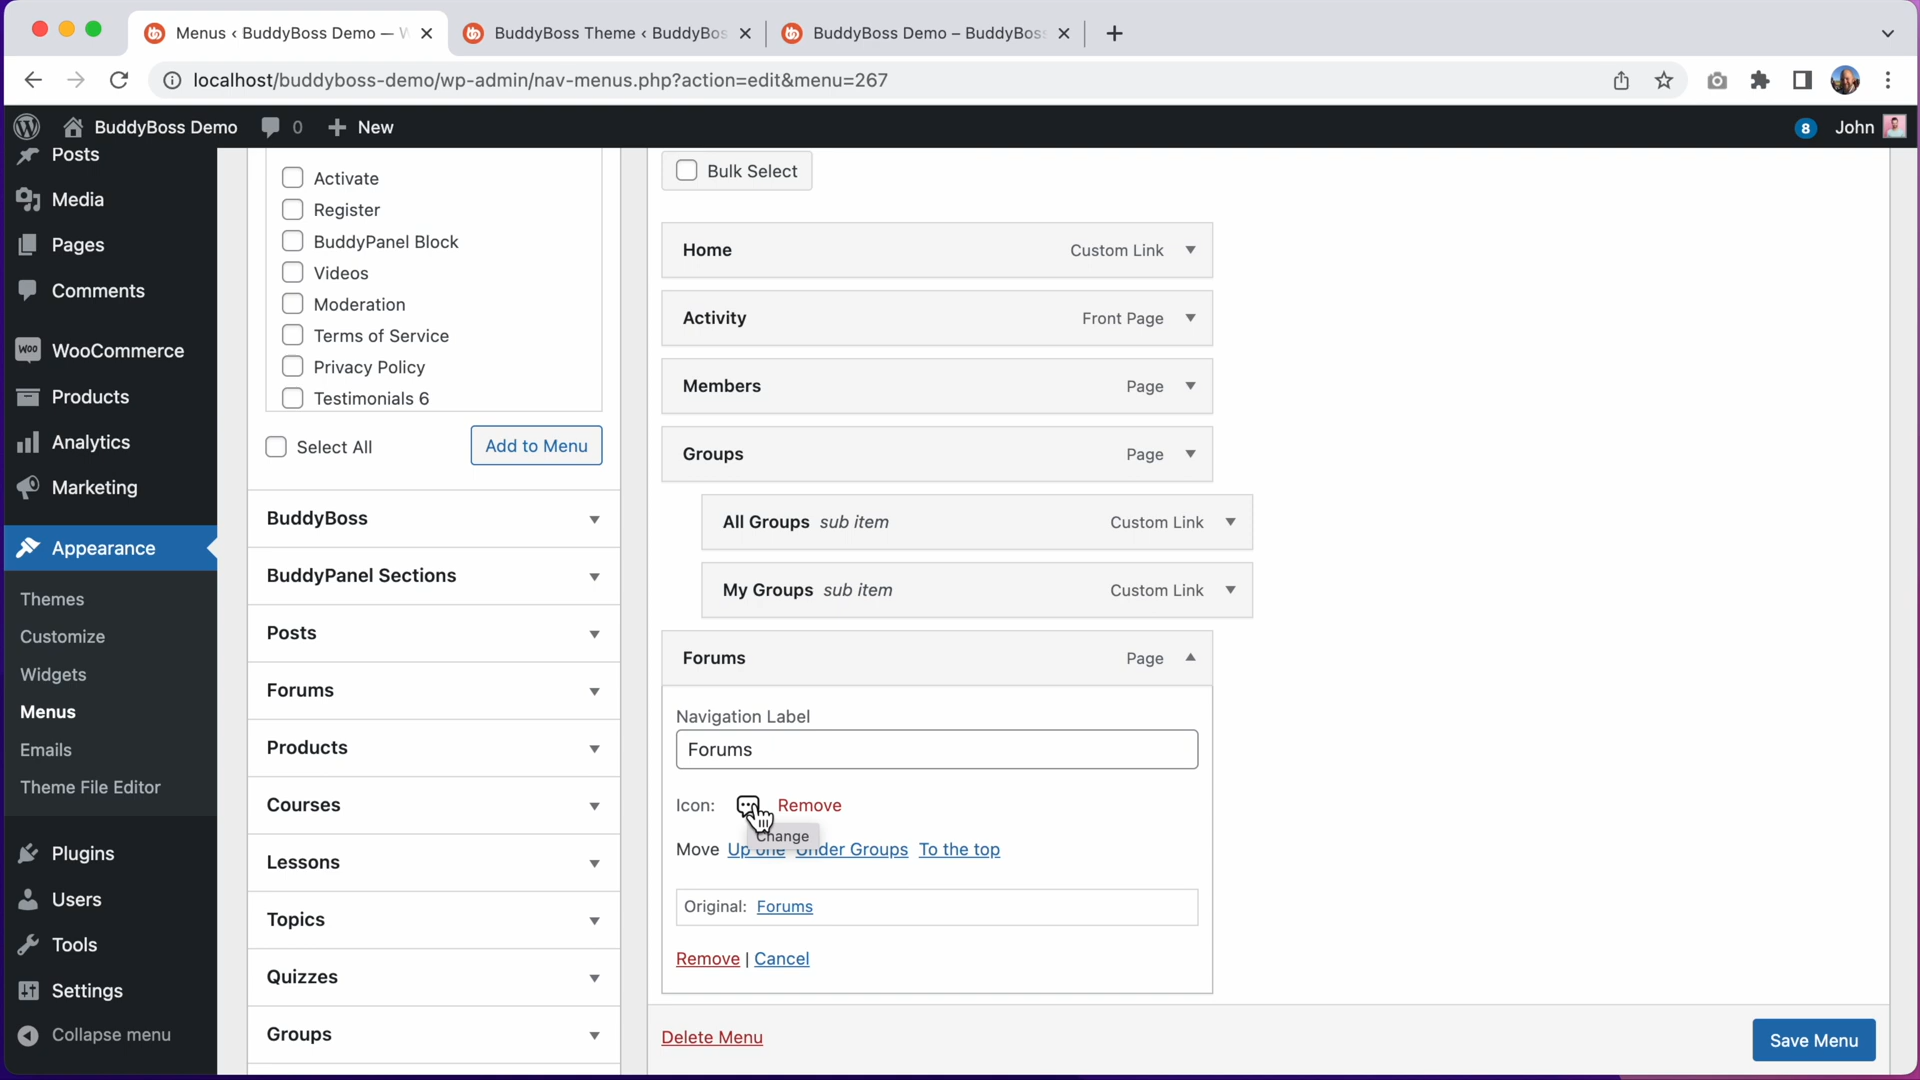 Menus ‹ BuddyBoss Demo — W
BuddyBoss Theme ‹ BuddyBos
BuddyBoss Demo – BuddyBoss
localhost/buddyboss-demo/wp-admin/nav-menus.php?action=edit&menu=267
BuddyBoss Demo
0
New
8
John
Posts
Media
Pages
Comments
WOO WooCommerce
Products
Analytics
Marketing
Appearance
Themes
Customize
Widgets
Menus
Emails
Theme File Editor
Plugins
Users
Tools
Settings
Collapse menu
Activate
Register
BuddyPanel Block
Videos
Moderation
Terms of Service
Privacy Policy
Testimonials 6
Select All
Add to Menu
BuddyBoss
BuddyPanel Sections
Posts
Forums
Products
Courses
Lessons
Topics
Quizzes
Groups
Bulk Select
Home Custom Link
Activity Front Page
Members Page
Groups Page
All Groups sub item Custom Link
My Groups sub item Custom Link
Forums Page
Navigation Label
Forums
Icon: Remove
Change
Move Up one Under Groups To the top
Original: Forums
Remove | Cancel
Delete Menu
Save Menu